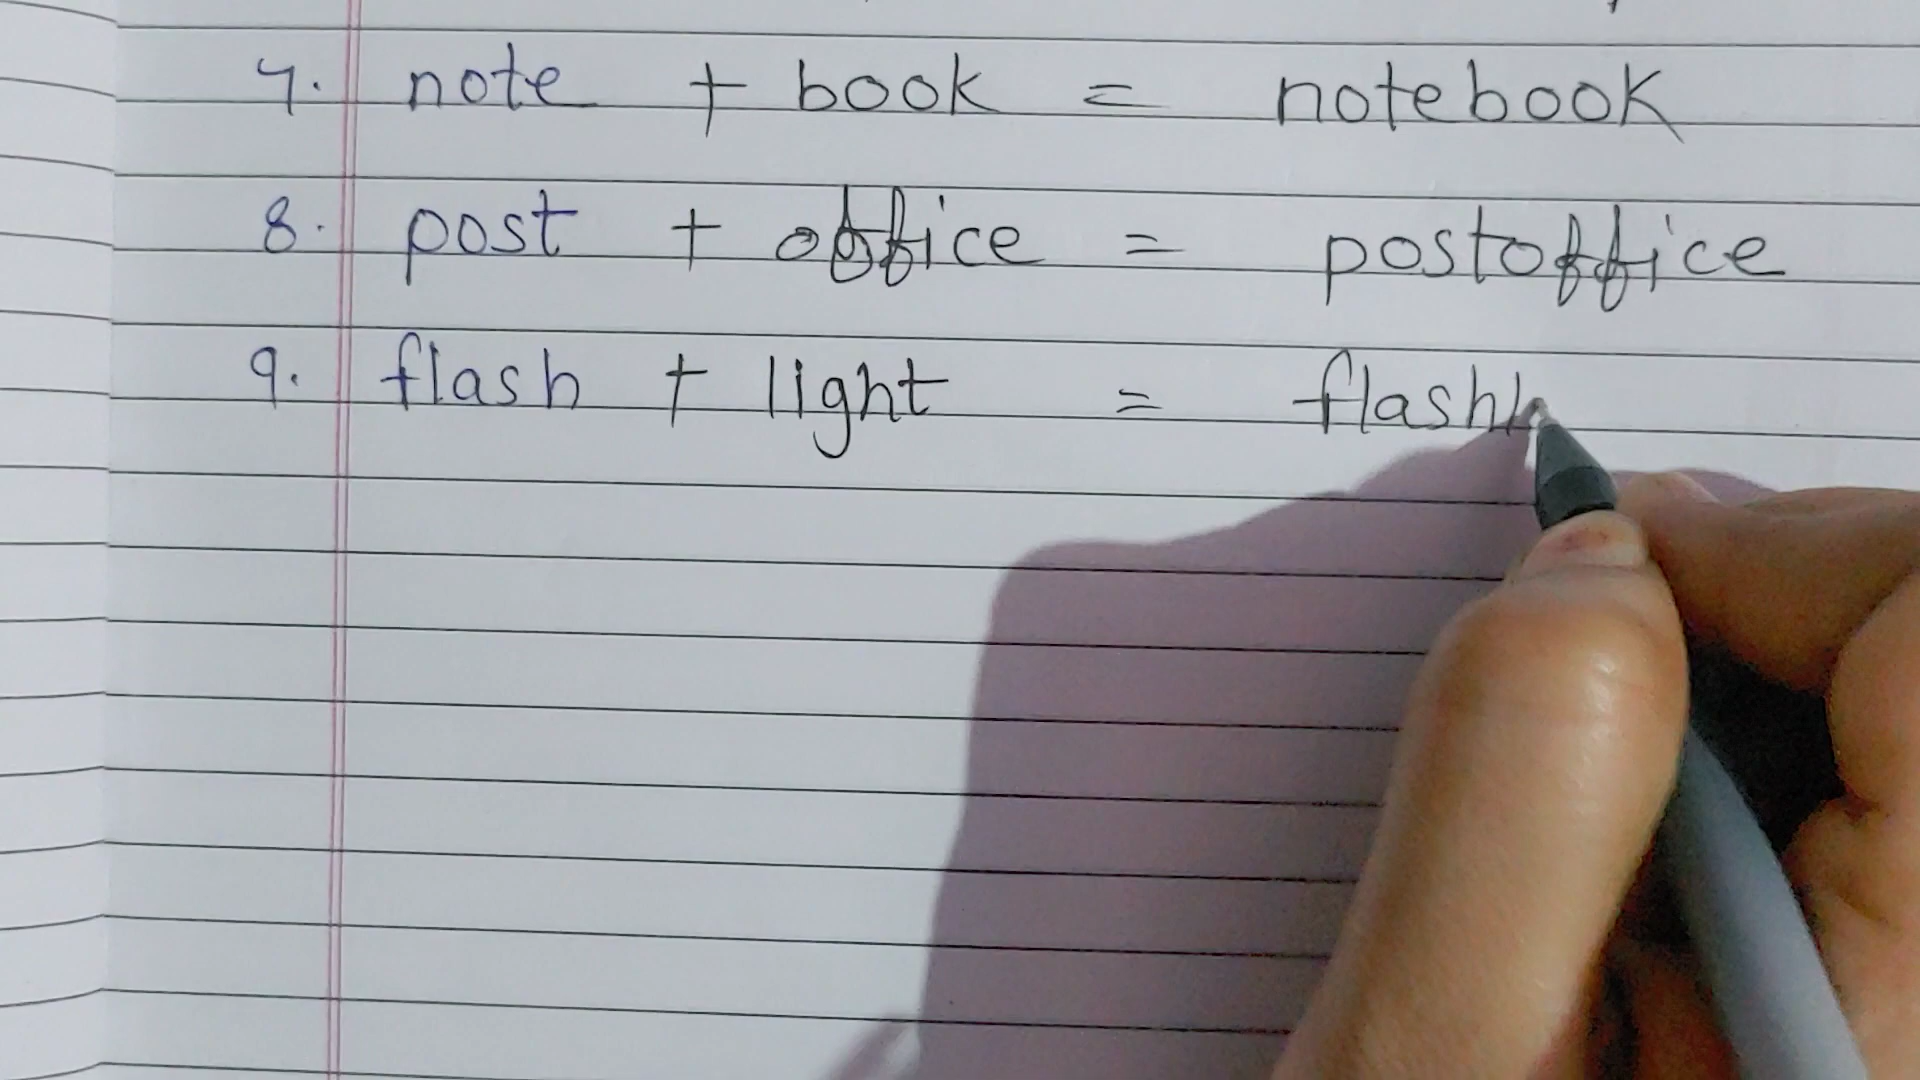 7. note + book = notebook
8. post + office = postoffice
9. flash + light = flashl